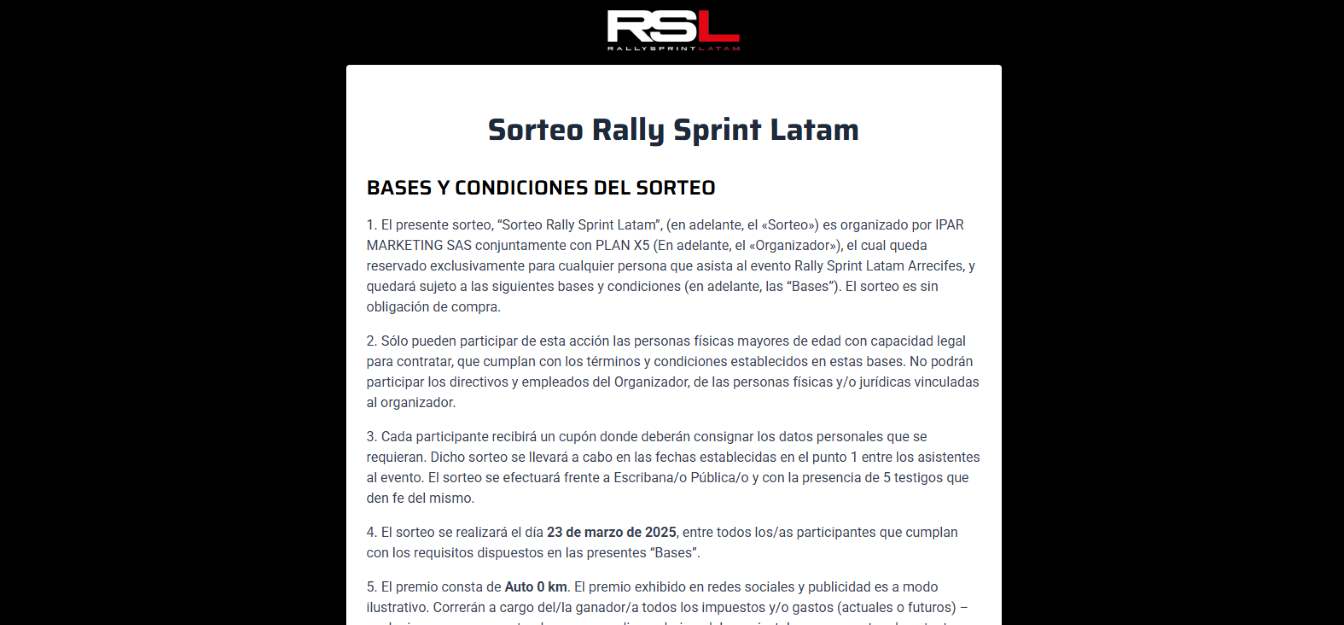 RSL
RALLYSPRINTLATAM
Sorteo Rally Sprint Latam
BASES Y CONDICIONES DEL SORTEO
1. El presente sorteo, “Sorteo Rally Sprint Latam”, (en adelante, el «Sorteo») es organizado por IPAR
MARKETING SAS conjuntamente con PLAN X5 (En adelante, el «Organizador»), el cual queda
reservado exclusivamente para cualquier persona que asista al evento Rally Sprint Latam Arrecifes, y
quedará sujeto a las siguientes bases y condiciones (en adelante, las “Bases”). El sorteo es sin
obligación de compra.
2. Sólo pueden participar de esta acción las personas físicas mayores de edad con capacidad legal
para contratar, que cumplan con los términos y condiciones establecidos en estas bases. No podrán
participar los directivos y empleados del Organizador, de las personas físicas y/o jurídicas vinculadas
al organizador.
3. Cada participante recibirá un cupón donde deberán consignar los datos personales que se
requieran. Dicho sorteo se llevará a cabo en las fechas establecidas en el punto 1 entre los asistentes
al evento. El sorteo se efectuará frente a Escribana/o Pública/o y con la presencia de 5 testigos que
den fe del mismo.
4. El sorteo se realizará el día 23 de marzo de 2025, entre todos los/as participantes que cumplan
con los requisitos dispuestos en las presentes “Bases”.
5. El premio consta de Auto 0 km. El premio exhibido en redes sociales y publicidad es a modo
ilustrativo. Correrán a cargo del/la ganador/a todos los impuestos y/o gastos (actuales o futuros) –